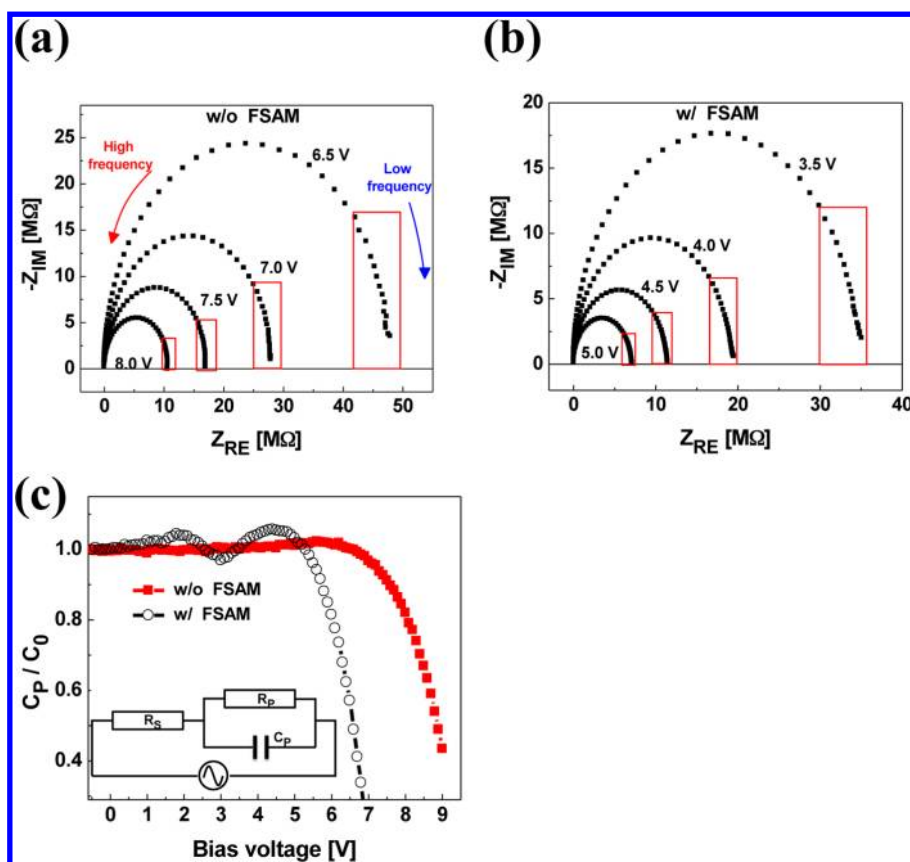 (a)
w/o FSAM
High
frequency
6.5 V
Low
frequency
7.0 V
7.5 V
8.0 V
25
20
15
10
5
0
-Z_IM [MΩ]
0 10 20 30 40 50
Z_RE [MΩ]
(b)
w/ FSAM
3.5 V
4.0 V
4.5 V
5.0 V
20
15
10
5
0
-Z_IM [MΩ]
0 10 20 30 40
Z_RE [MΩ]
(c)
1.0
0.8
0.6
0.4
C_P / C_0
w/o FSAM
w/ FSAM
R_P
R_S
C_P
0 1 2 3 4 5 6 7 8 9
Bias voltage [V]